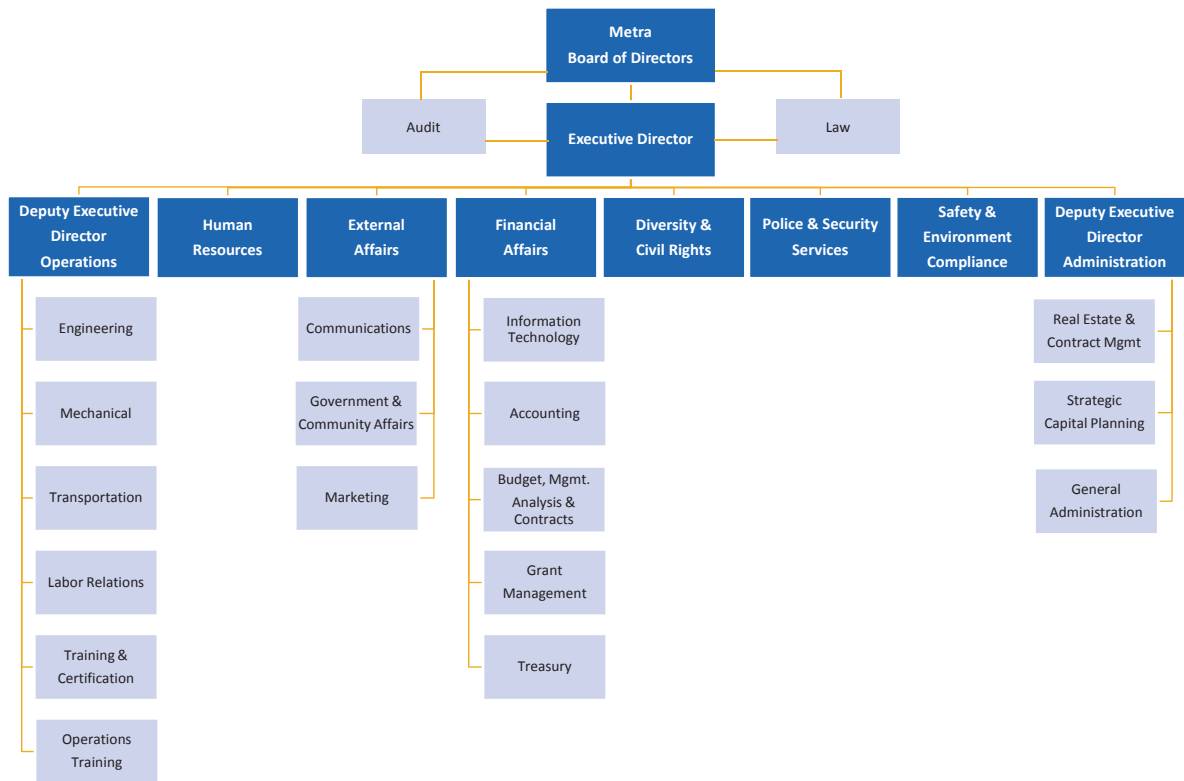 Metra
Board of Directors
Audit
Executive Director
Law
Deputy Executive
Director
Operations
Human
Resources
External
Affairs
Financial
Affairs
Diversity &
Civil Rights
Police & Security
Services
Safety &
Environment
Compliance
Deputy Executive
Director
Administration
Engineering
Mechanical
Transportation
Labor Relations
Training &
Certification
Operations
Training
Communications
Government &
Community Affairs
Marketing
Information
Technology
Accounting
Budget, Mgmt.
Analysis &
Contracts
Grant
Management
Treasury
Real Estate &
Contract Mgmt
Strategic
Capital Planning
General
Administration